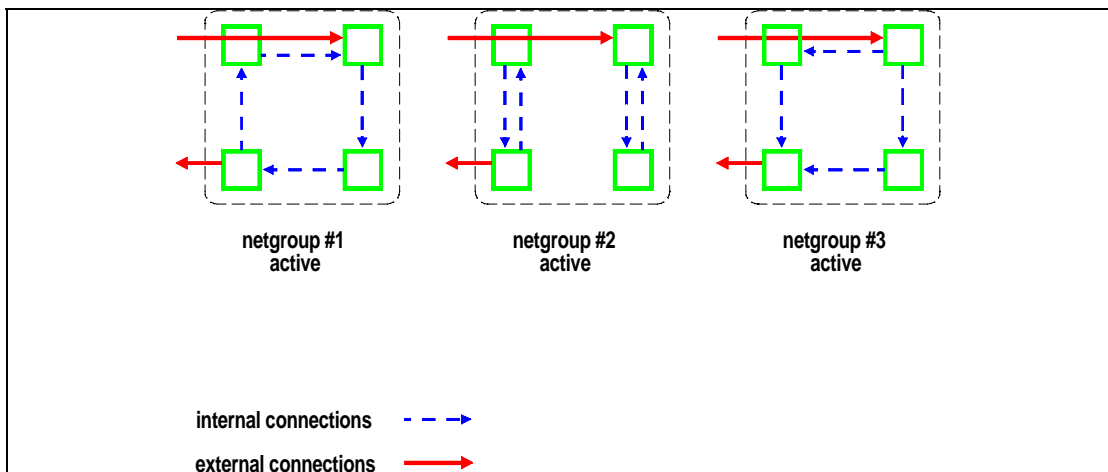 netgroup #1
active
netgroup #2
active
netgroup #3
active
internal connections
external connections